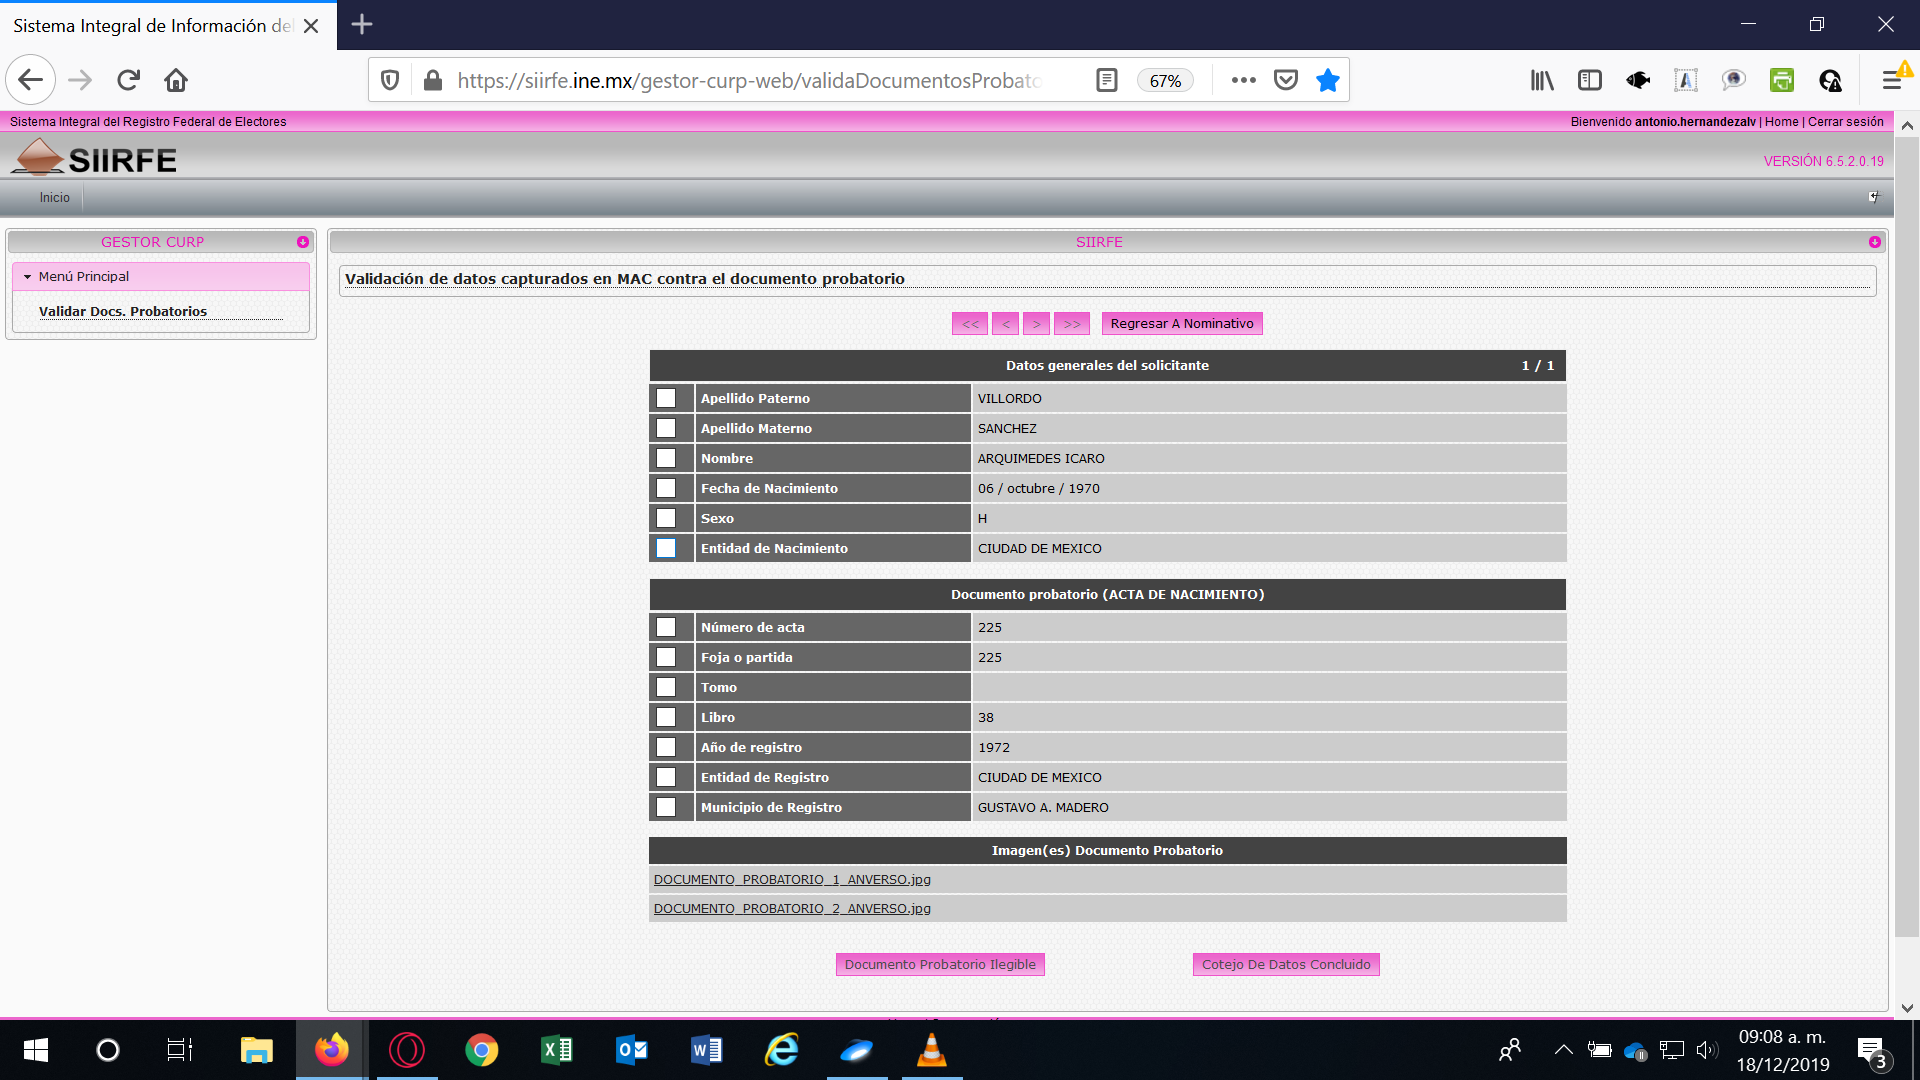 Sistema Integral de Información del
https://siirfe.ine.mx/gestor-curp-web/validaDocumentosProbato
67%
Sistema Integral del Registro Federal de Electores
Bienvenido antonio.hernandezalv | Home | Cerrar sesión
SIIRFE
VERSIÓN 6.5.2.0.19
Inicio
GESTOR CURP
Menú Principal
Validar Docs. Probatorios
SIIRFE
Validación de datos capturados en MAC contra el documento probatorio
<< < > >> Regresar A Nominativo
Datos generales del solicitante 1 / 1
Apellido Paterno VILLORDO
Apellido Materno SANCHEZ
Nombre ARQUIMEDES ICARO
Fecha de Nacimiento 06 / octubre / 1970
Sexo H
Entidad de Nacimiento CIUDAD DE MEXICO
Documento probatorio (ACTA DE NACIMIENTO)
Número de acta 225
Foja o partida 225
Tomo
Libro 38
Año de registro 1972
Entidad de Registro CIUDAD DE MEXICO
Municipio de Registro GUSTAVO A. MADERO
Imagen(es) Documento Probatorio
DOCUMENTO_PROBATORIO_1_ANVERSO.jpg
DOCUMENTO_PROBATORIO_2_ANVERSO.jpg
Documento Probatorio Ilegible Cotejo De Datos Concluido
09:08 a. m.
18/12/2019
3